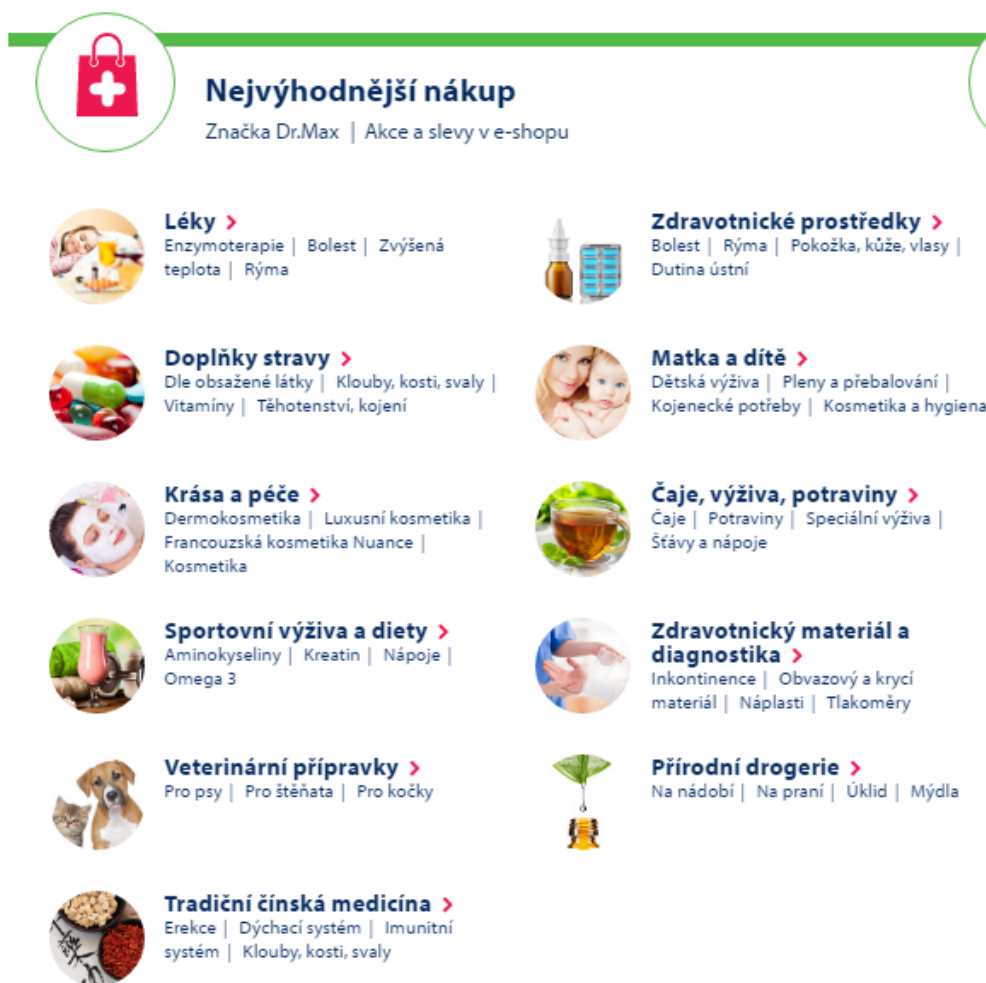 Nejvýhodnější nákup
Značka Dr.Max | Akce a slevy v e-shopu
Léky
Enzymoterapie | Bolest | Zvýšená
teplota | Rýma
Zdravotnické prostředky
Bolest | Rýma | Pokožka, kůže, vlasy |
Dutina ústní
Doplňky stravy
Dle obsažené látky | Klouby, kosti, svaly |
Vitamíny | Těhotenství, kojení
Matka a dítě
Dětská výživa | Pleny a přebalování |
Kojenecké potřeby | Kosmetika a hygiena
Krása a péče
Dermokosmetika | Luxusní kosmetika |
Francouzská kosmetika Nuance |
Kosmetika
Čaje, výživa, potraviny
Čaje | Potraviny | Speciální výživa |
Šťávy a nápoje
Sportovní výživa a diety
Aminokyseliny | Kreatin | Nápoje |
Omega 3
Zdravotnický materiál a
diagnostika
Inkontinence | Obvazový a krycí
materiál | Náplasti | Tlakoměry
Veterinární přípravky
Pro psy | Pro štěňata | Pro kočky
Přírodní drogerie
Na nádobí | Na praní | Úklid | Mýdla
Tradiční čínská medicína
Erekce | Dýchací systém | Imunitní
systém | Klouby, kosti, svaly